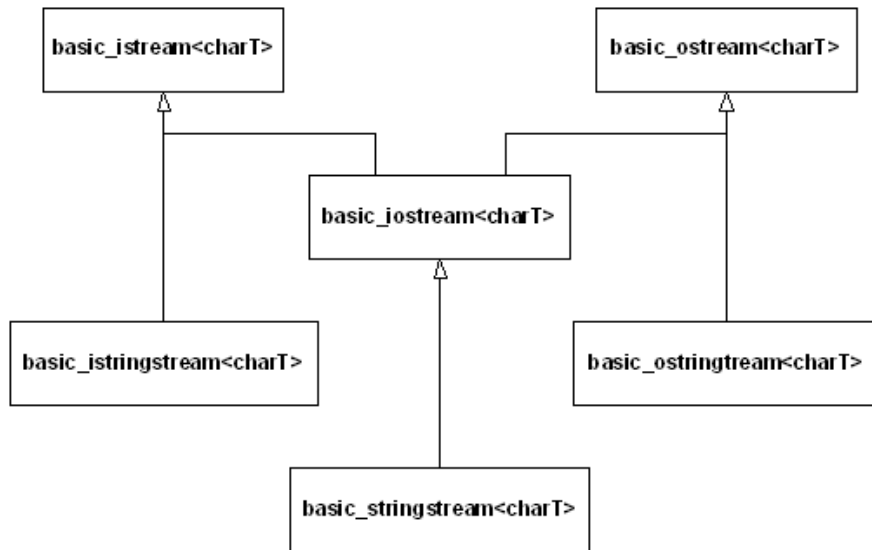 basic_istream<charT>
basic_ostream<charT>
basic_iostream<charT>
basic_istringstream<charT>
basic_ostringtream<charT>
basic_stringstream<charT>